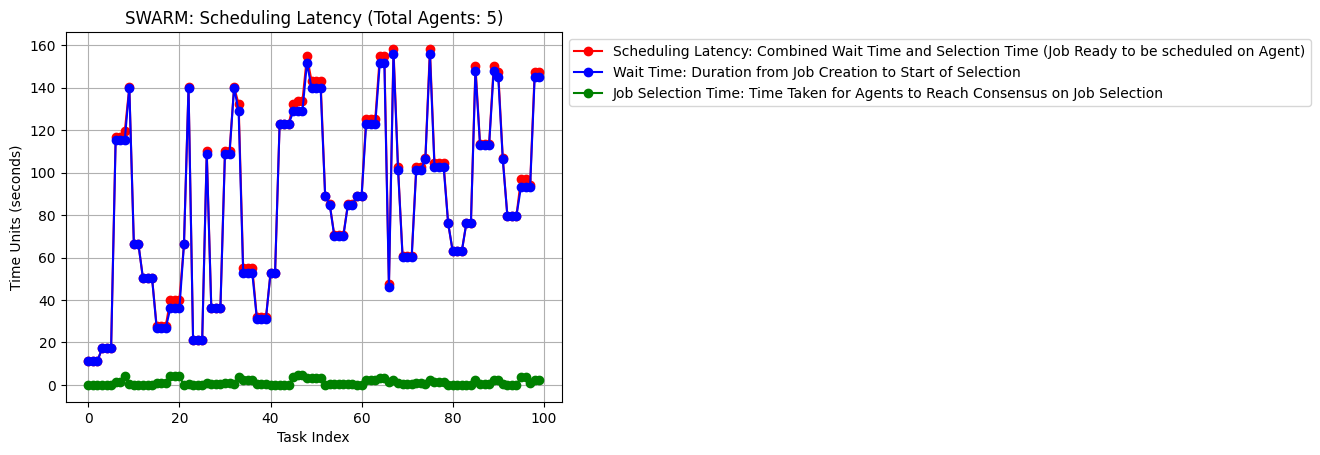 SWARM: Scheduling Latency (Total Agents: 5)
Scheduling Latency: Combined Wait Time and Selection Time (Job Ready to be scheduled on Agent)
Wait Time: Duration from Job Creation to Start of Selection
Job Selection Time: Time Taken for Agents to Reach Consensus on Job Selection
Time Units (seconds)
160
140
120
100
80
60
40
20
0
0 20 40 60 80 100
Task Index